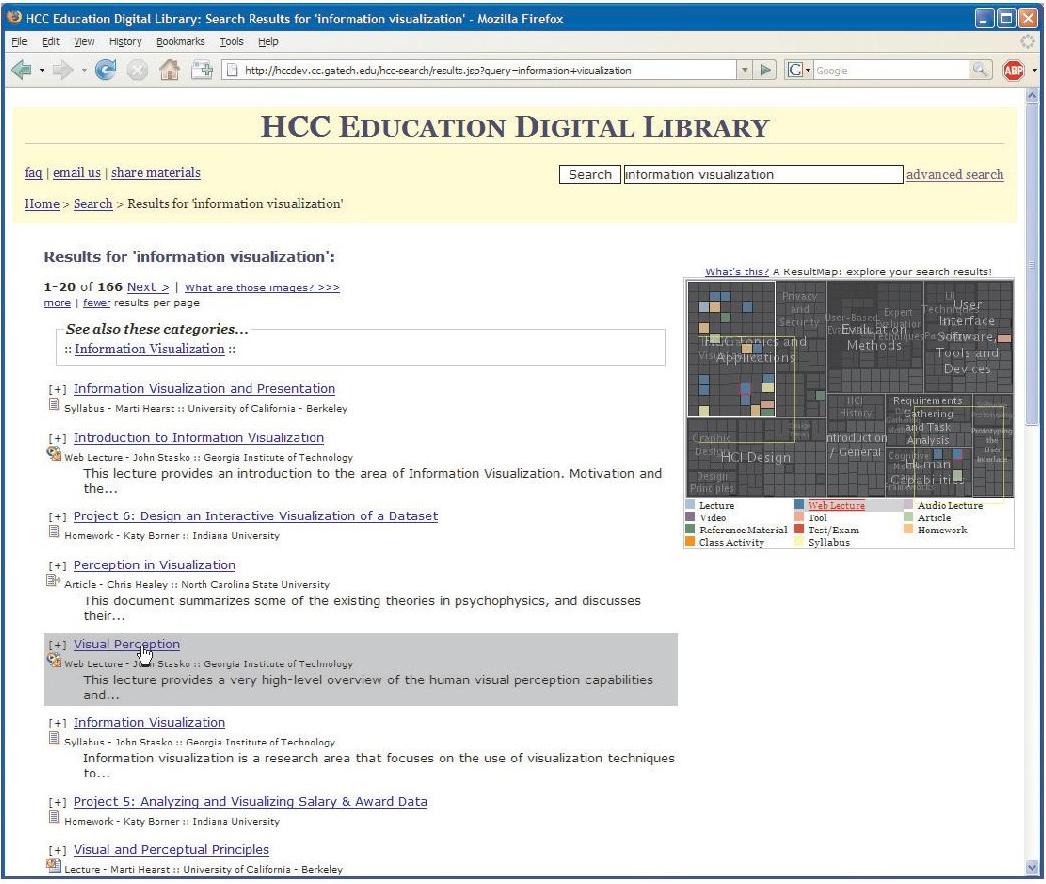 HCC Education Digital Library: Search Results for 'information visualization' - Mozilla Firefox
File Edit View History Bookmarks Tools Help
http://hccdev.cc.gatech.edu/hcc-search/results.jsp?query=information+visualization
Google
ABP
HCC EDUCATION DIGITAL LIBRARY
faq | email us | share materials
Search information visualization advanced search
Home > Search > Results for 'information visualization'
Results for 'information visualization':
1-20 of 166 Next > | What are those images? >>>
more | fewer results per page
See also these categories...
:: Information Visualization ::
[+] Information Visualization and Presentation
Syllabus - Marti Hearst :: University of California - Berkeley
[+] Introduction to Information Visualization
Web Lecture - John Stasko :: Georgia Institute of Technology
This lecture provides an introduction to the area of Information Visualization. Motivation and
the...
[+] Project 6: Design an Interactive Visualization of a Dataset
Homework - Katy Borner :: Indiana University
[+] Perception in Visualization
Article - Chris Healey :: North Carolina State University
This document summarizes some of the existing theories in psychophysics, and discusses
their...
[+] Visual Perception
Web Lecture - John Stasko :: Georgia Institute of Technology
This lecture provides a very high-level overview of the human visual perception capabilities
and...
[+] Information Visualization
Syllabus - John Stasko :: Georgia Institute of Technology
Information visualization is a research area that focuses on the use of visualization techniques
to...
[+] Project 5: Analyzing and Visualizing Salary & Award Data
Homework - Katy Borner :: Indiana University
[+] Visual and Perceptual Principles
Lecture - Marti Hearst :: University of California - Berkeley
What's this? A ResultMap: explore your search results!
Privacy
and
Security
Topics and
Applications
Expert
Evaluation
Methods
User
Interface
Software,
Tools and
Devices
HCI
History
Introduction
/ General
Requirements
Gathering
and Task
Analysis
Graphic
Design
HCI Design
Design
Principles
Cognitive
Human
Capabilities
Prototyping
the
User
Interface
Lecture Web Lecture Audio Lecture
Video Tool Article
Reference Material Test/Exam Homework
Class Activity Syllabus